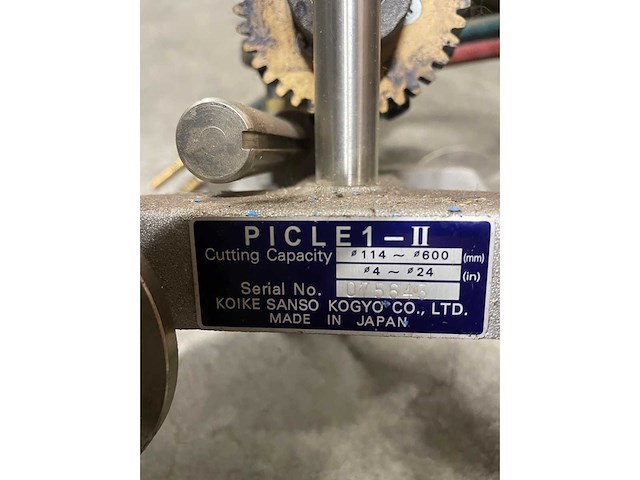 PICLE1-II
Cutting Capacity ø114 ~ ø600 (mm)
ø4 ~ ø24 (in)
Serial No.
KOIKE SANSO KOGYO CO., LTD.
MADE IN JAPAN